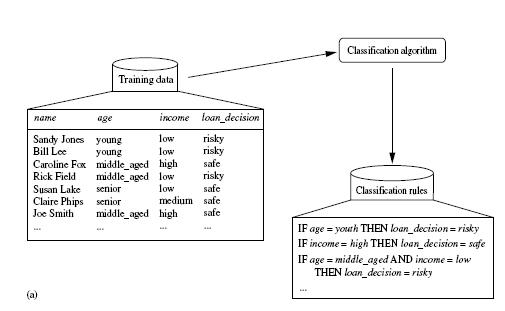 Classification algorithm
Training data
name age income loan_decision
Sandy Jones young low risky
Bill Lee young low risky
Caroline Fox middle_aged high safe
Rick Field middle_aged low risky
Susan Lake senior low safe
Claire Phips senior medium safe
Joe Smith middle_aged high safe
... ... ... ...
Classification rules
IF age = youth THEN loan_decision = risky
IF income = high THEN loan_decision = safe
IF age = middle_aged AND income = low
THEN loan_decision = risky
...
(a)